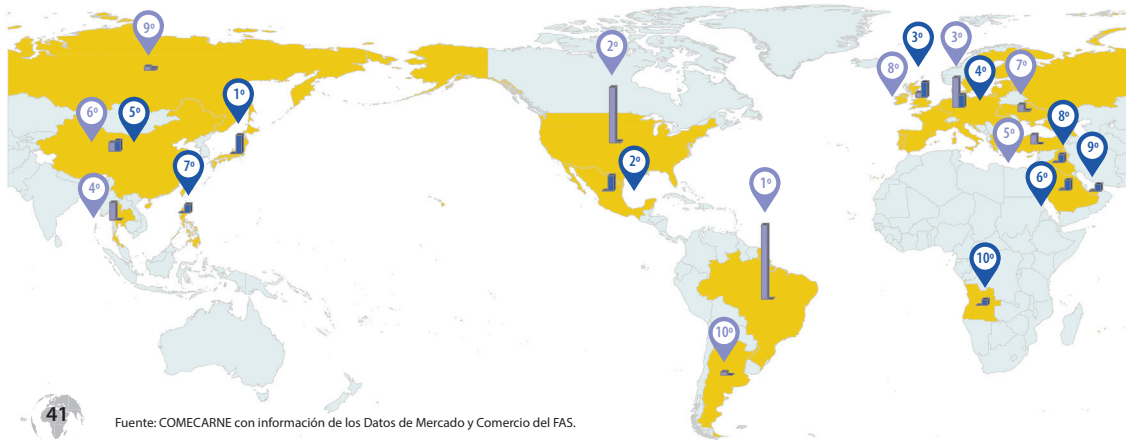 9º
2º
3º
3º
8º
4º
7º
6º
5º
1º
5º
8º
9º
7º
2º
6º
4º
1º
10º
10º
41
Fuente: COMECARNE con información de los Datos de Mercado y Comercio del FAS.